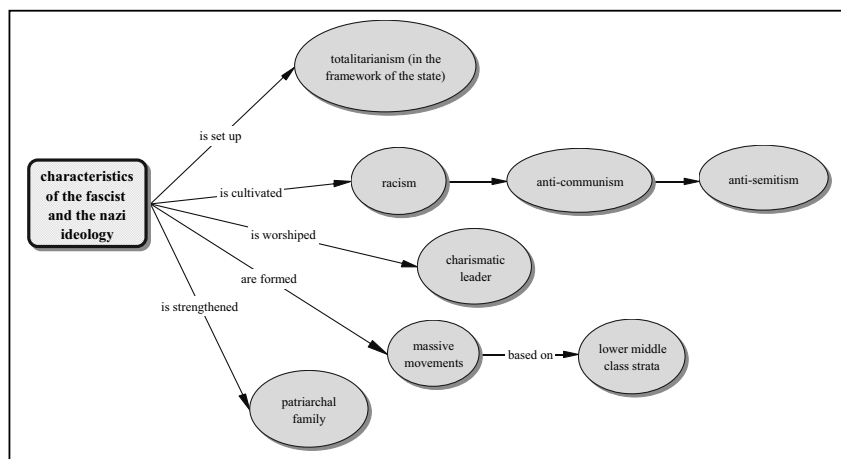 totalitarianism (in the
framework of the state)
is set up
characteristics
of the fascist
and the nazi
ideology
is cultivated
racism
anti-communism
anti-semitism
is worshiped
charismatic
leader
are formed
is strengthened
massive
movements
based on
lower middle
class strata
patriarchal
family